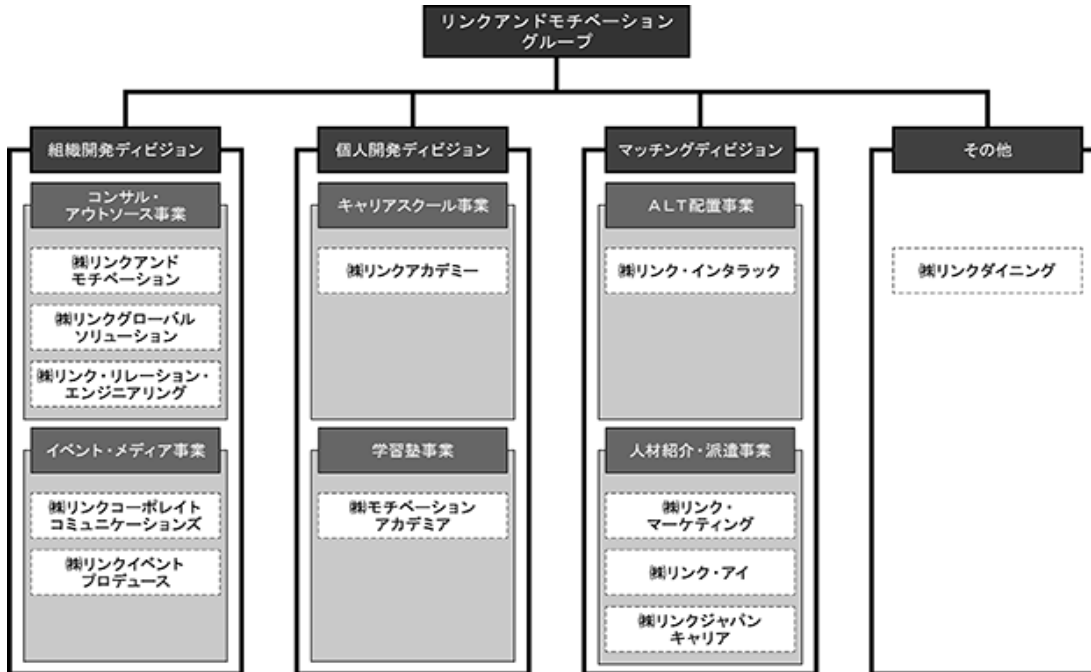 リンクアンドモチベーション
グループ
組織開発ディビジョン
コンサル・
アウトソース事業
㈱リンクアンド
モチベーション
㈱リンクグローバル
ソリューション
㈱リンク・リレーション・
エンジニアリング
イベント・メディア事業
㈱リンクコーポレイト
コミュニケーションズ
㈱リンクイベント
プロデュース
個人開発ディビジョン
キャリアスクール事業
㈱リンクアカデミー
学習塾事業
㈱モチベーション
アカデミア
マッチングディビジョン
ＡＬＴ配置事業
㈱リンク・インタラック
人材紹介・派遣事業
㈱リンク・
マーケティング
㈱リンク・アイ
㈱リンクジャパン
キャリア
その他
㈱リンクダイニング